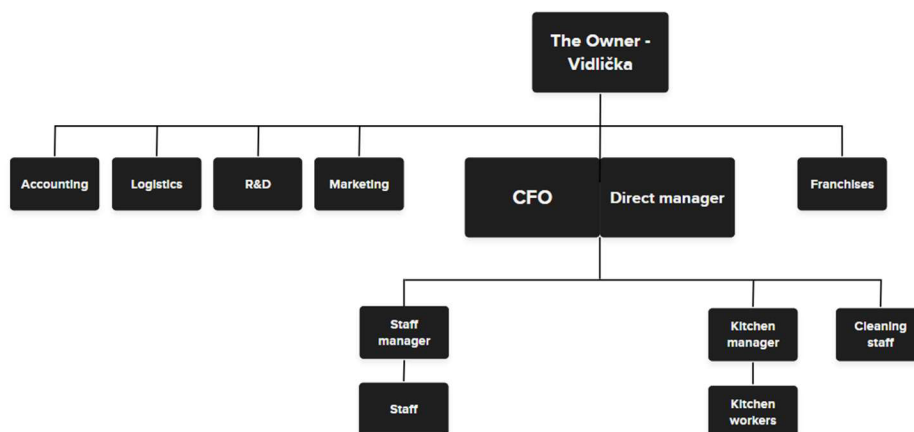 The Owner -
Vidlička
Accounting
Logistics
R&D
Marketing
CFO
Direct manager
Franchises
Staff
manager
Kitchen
manager
Cleaning
staff
Staff
Kitchen
workers